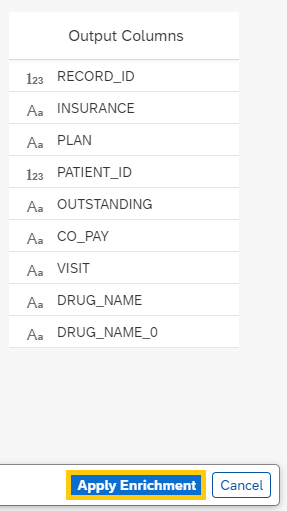 Output Columns
123 RECORD_ID
Aa INSURANCE
Aa PLAN
123 PATIENT_ID
Aa OUTSTANDING
Aa CO_PAY
Aa VISIT
Aa DRUG_NAME
Aa DRUG_NAME_0
Apply Enrichment Cancel